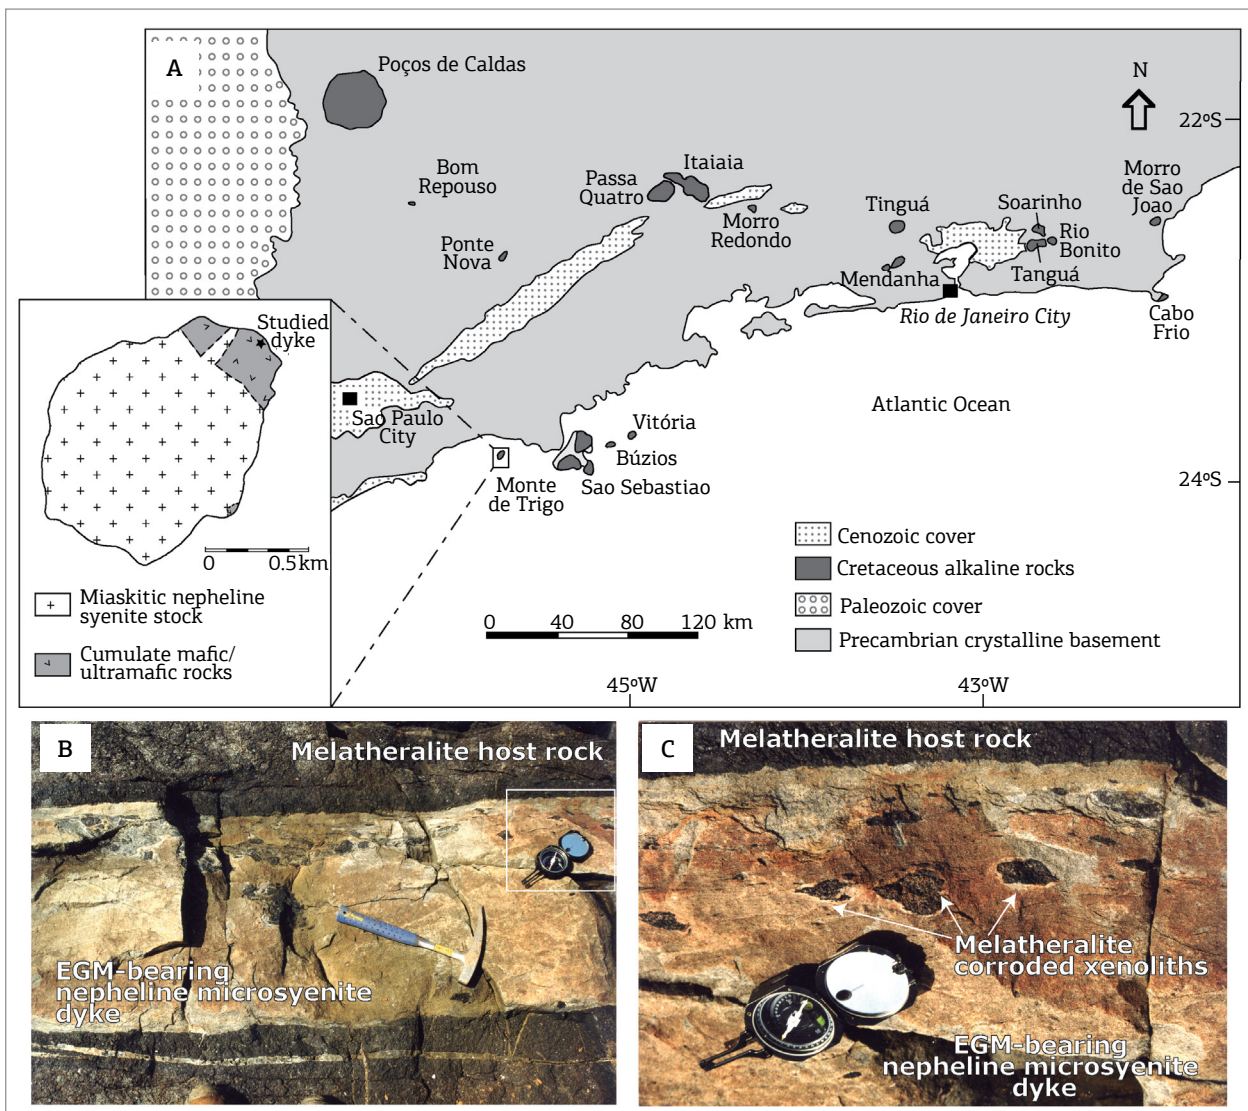 A
Poços de Caldas
N
22ºS
Bom
Repouso
Passa
Quatro
Itaiaia
Morro
Redondo
Ponte
Nova
Tinguá
Mendanha
Soarinho
Rio
Bonito
Tanguá
Morro
de Sao
Joao
Rio de Janeiro City
Cabo
Frio
Studied
dyke
Sao Paulo
City
Atlantic Ocean
Vitória
Búzios
Sao Sebastiao
Monte
de Trigo
24ºS
0 0.5 km
Miaskitic nepheline
syenite stock
Cumulate mafic/
ultramafic rocks
Cenozoic cover
Cretaceous alkaline rocks
Paleozoic cover
Precambrian crystalline basement
0 40 80 120 km
45ºW
43ºW
B
Melatheralite host rock
EGM-bearing
nepheline microsyenite
dyke
C
Melatheralite host rock
Melatheralite
corroded xenoliths
EGM-bearing
nepheline microsyenite
dyke